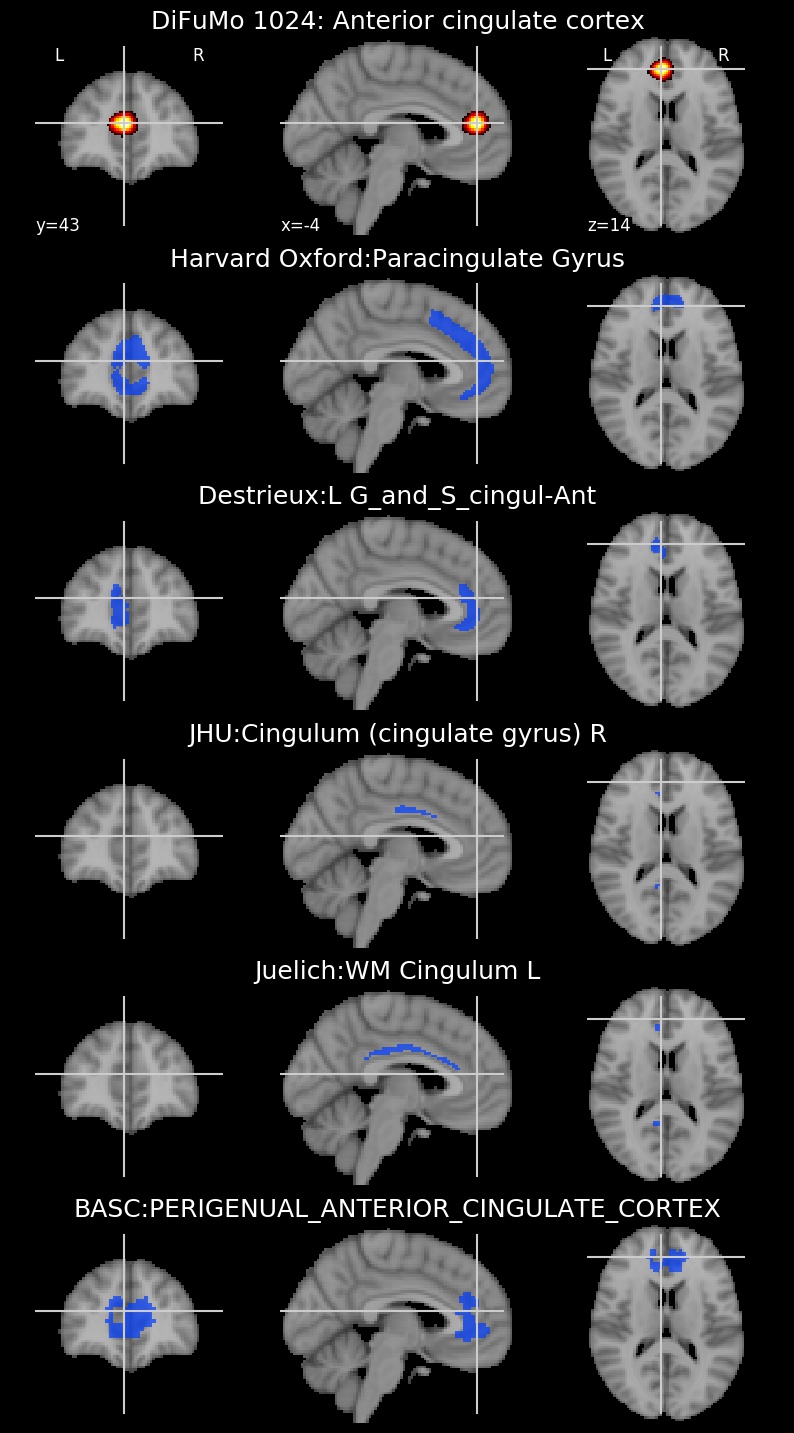 DiFuMo 1024: Anterior cingulate cortex
L R L R
y=43 x=-4 z=14
Harvard Oxford:Paracingulate Gyrus
Destrieux:L G_and_S_cingul-Ant
JHU:Cingulum (cingulate gyrus) R
Juelich:WM Cingulum L
BASC:PERIGENUAL_ANTERIOR_CINGULATE_CORTEX